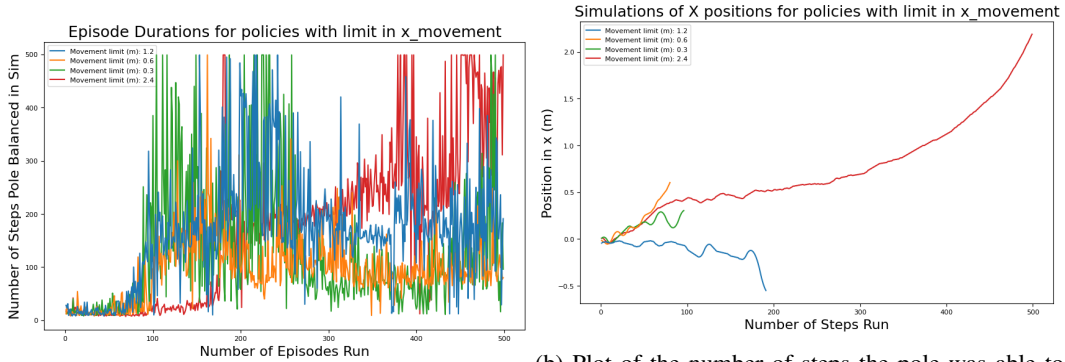 Episode Durations for policies with limit in x_movement
Number of Steps Pole Balanced in Sim
500
400
300
200
100
0
Movement limit (m): 1.2
Movement limit (m): 0.6
Movement limit (m): 0.3
Movement limit (m): 2.4
0 100 200 300 400 500
Number of Episodes Run
Simulations of X positions for policies with limit in x_movement
Position in x (m)
2.0
1.5
1.0
0.5
0.0
−0.5
Movement limit (m): 1.2
Movement limit (m): 0.6
Movement limit (m): 0.3
Movement limit (m): 2.4
0 100 200 300 400 500
Number of Steps Run
(b) Plot of the number of steps the pole was able to